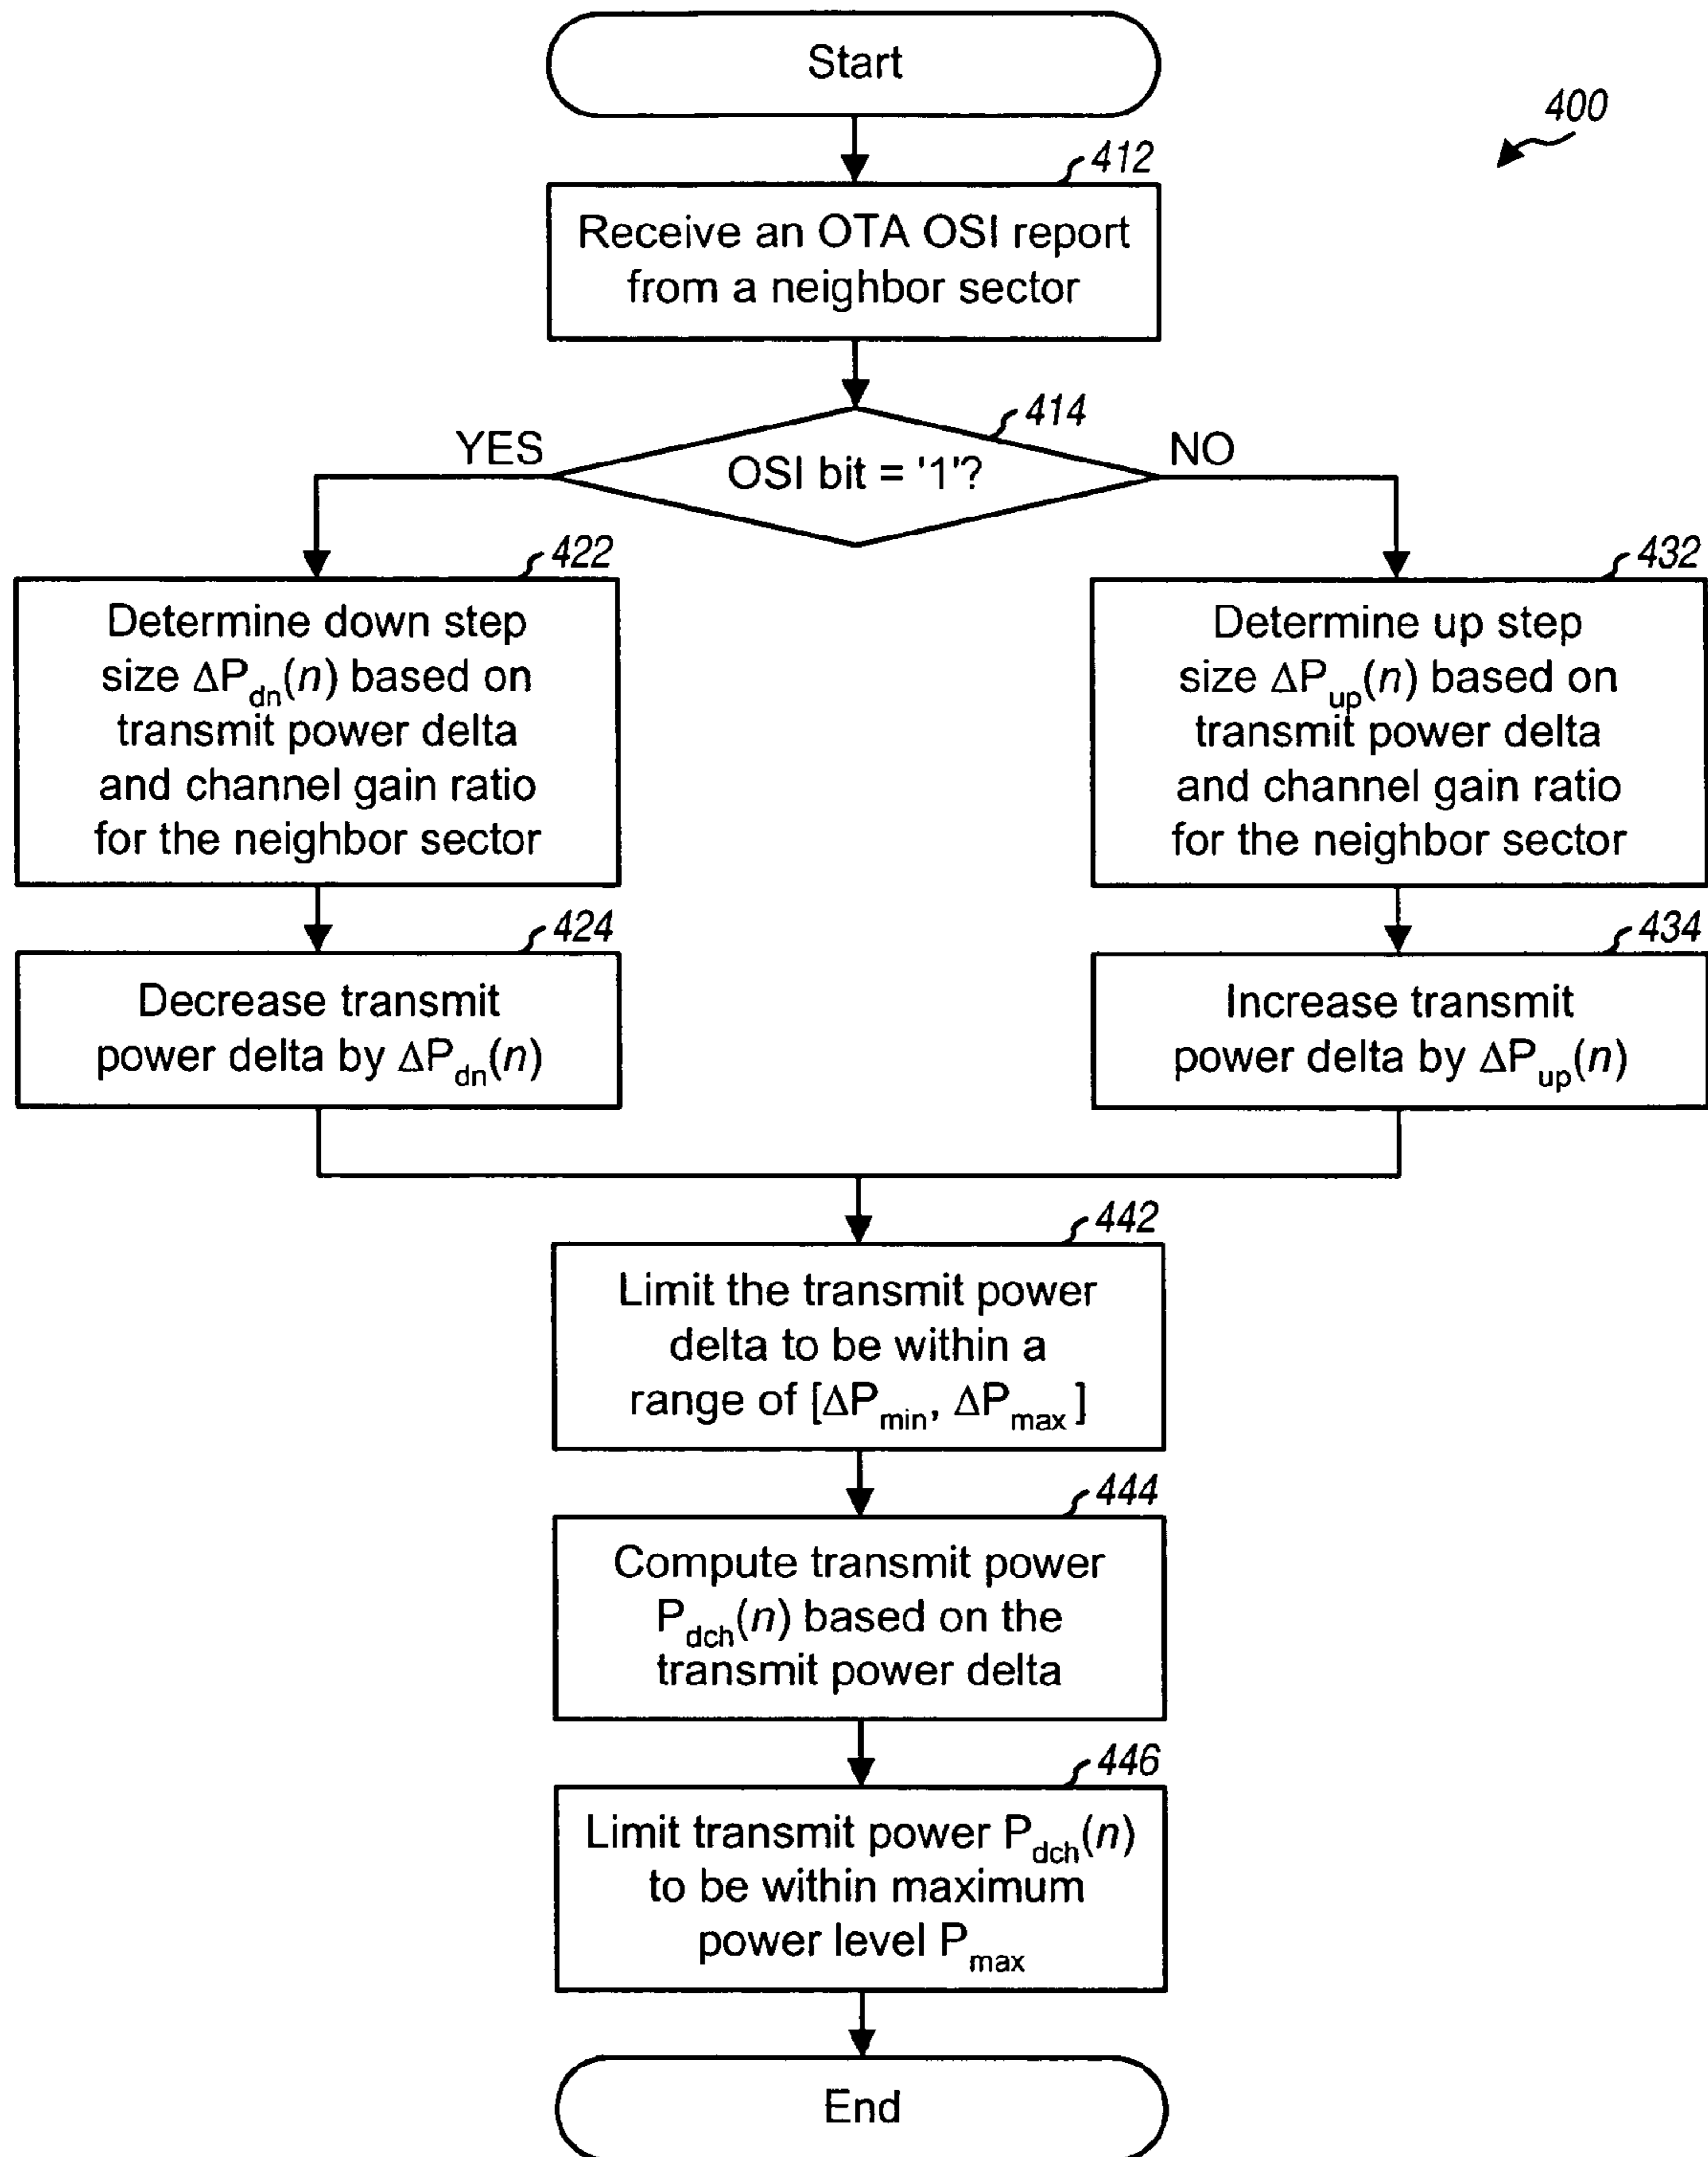 Start
400
412
Receive an OTA OSI report
from a neighbor sector
414
YES
OSI bit = '1'?
NO
422
Determine down step
size ΔPdn(n) based on
transmit power delta
and channel gain ratio
for the neighbor sector
432
Determine up step
size ΔPup(n) based on
transmit power delta
and channel gain ratio
for the neighbor sector
424
Decrease transmit
power delta by ΔPdn(n)
434
Increase transmit
power delta by ΔPup(n)
442
Limit the transmit power
delta to be within a
range of [ΔPmin, ΔPmax]
444
Compute transmit power
Pdch(n) based on the
transmit power delta
446
Limit transmit power Pdch(n)
to be within maximum
power level Pmax
End